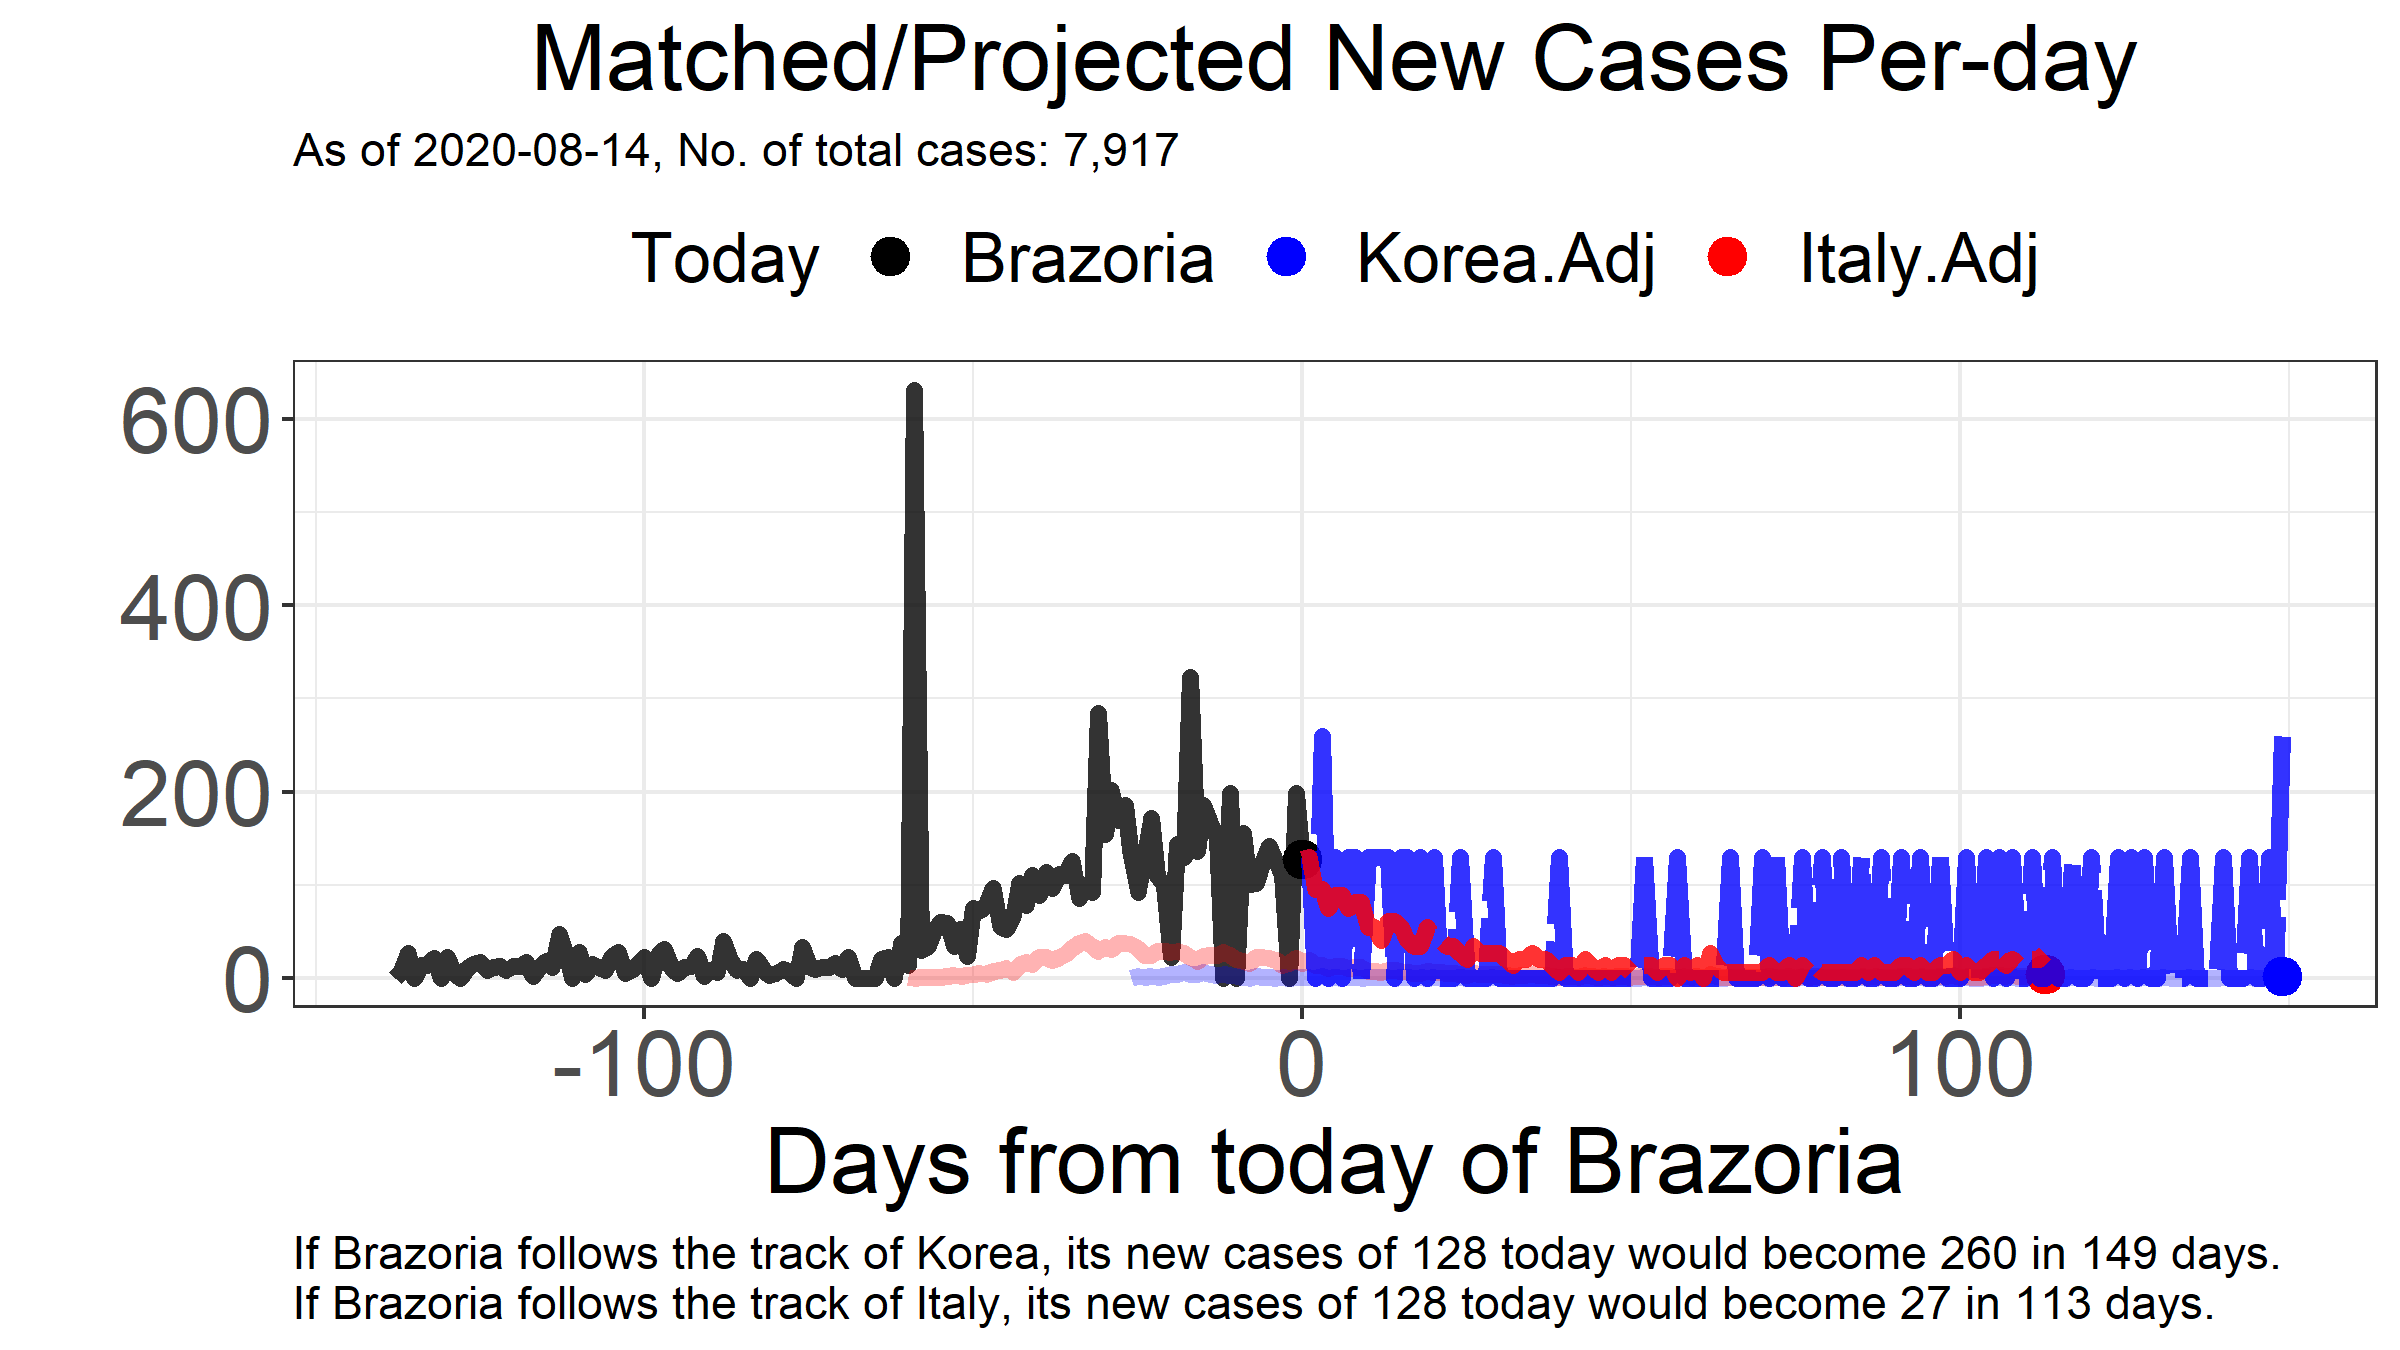 Matched/Projected New Cases Per-day
As of 2020-08-14, No. of total cases: 7,917
Today Brazoria Korea.Adj Italy.Adj
600
400
200
0
-100 0 100
Days from today of Brazoria
If Brazoria follows the track of Korea, its new cases of 128 today would become 260 in 149 days.
If Brazoria follows the track of Italy, its new cases of 128 today would become 27 in 113 days.